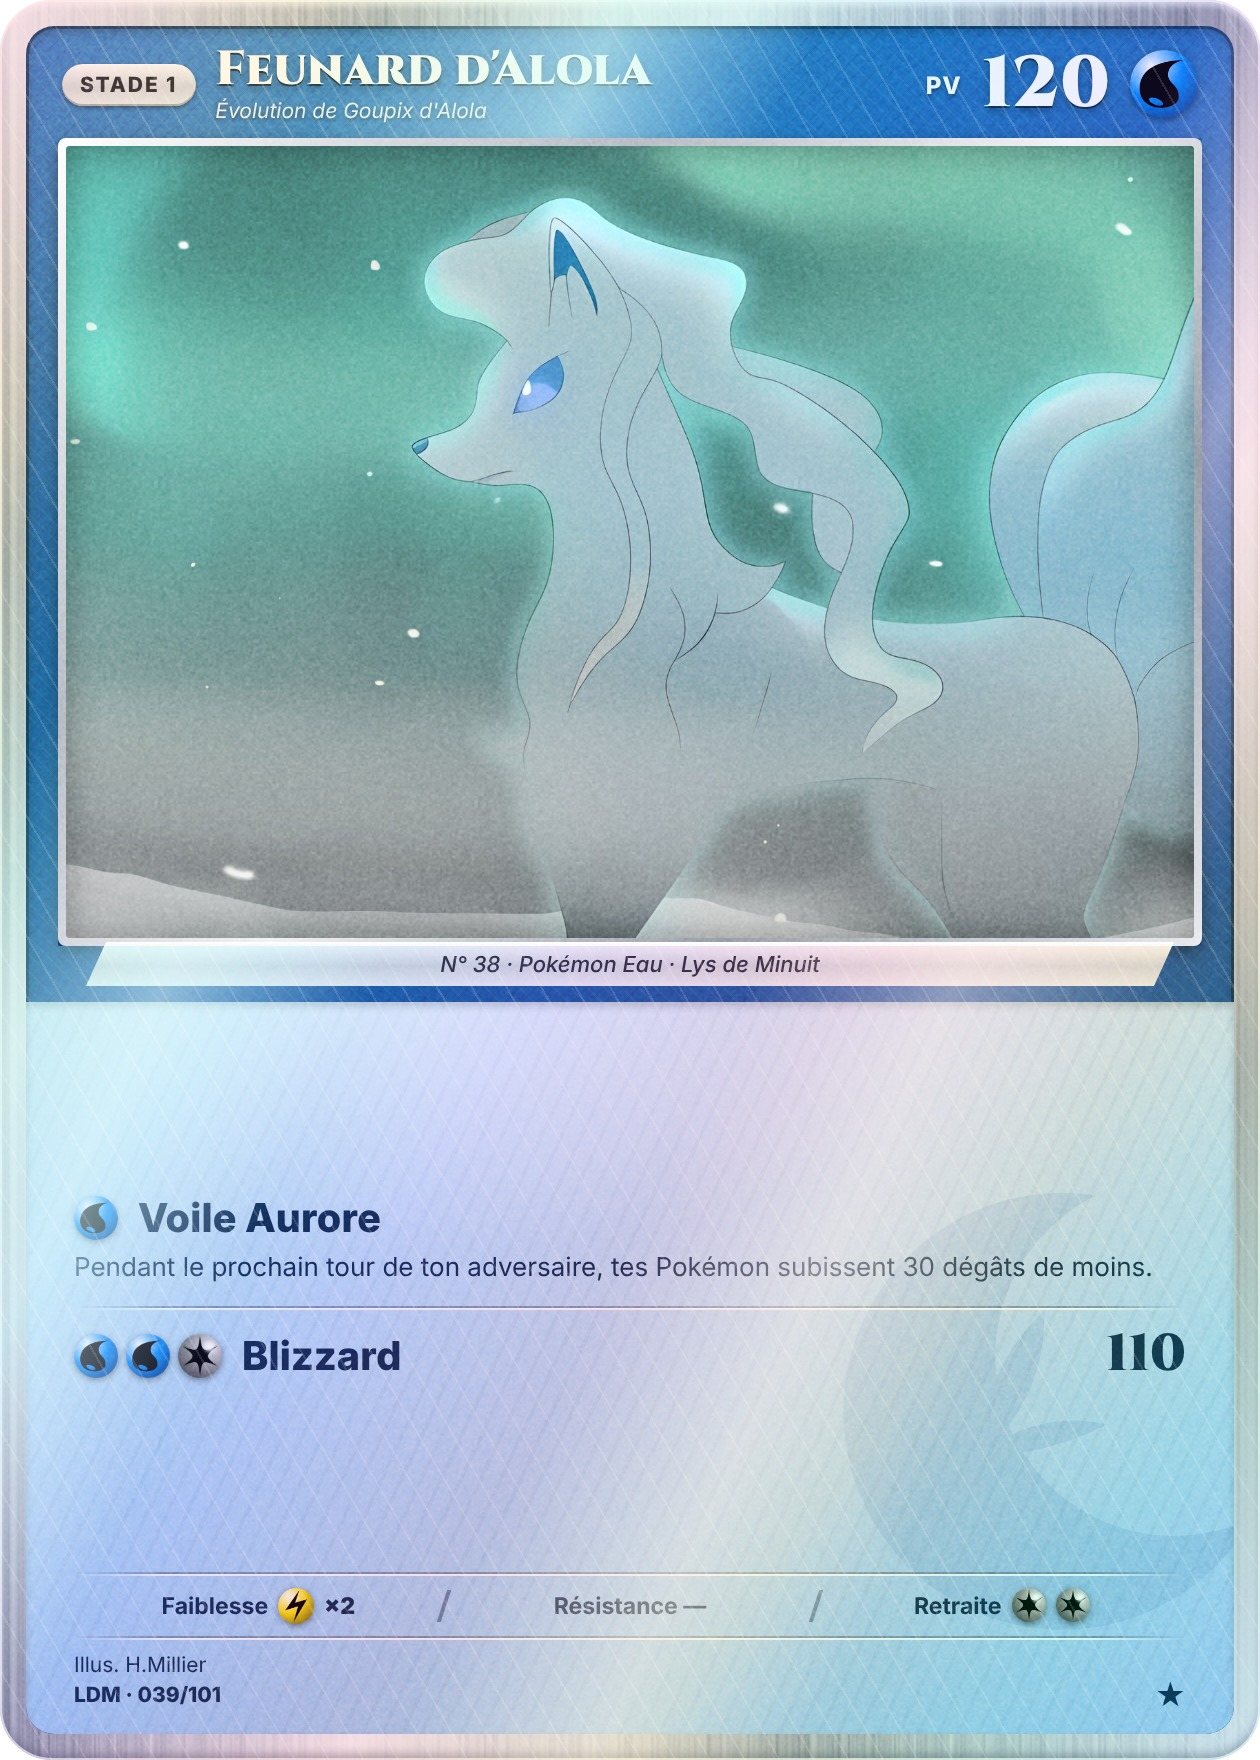 STADE 1
Feunard d'Alola
PV 120
Évolution de Goupix d'Alola
N° 38 · Pokémon Eau · Lys de Minuit
Voile Aurore
Pendant le prochain tour de ton adversaire, tes Pokémon subissent 30 dégâts de moins.
Blizzard 110
Faiblesse ×2 / Résistance — / Retraite
Illus. H.Millier
LDM · 039/101